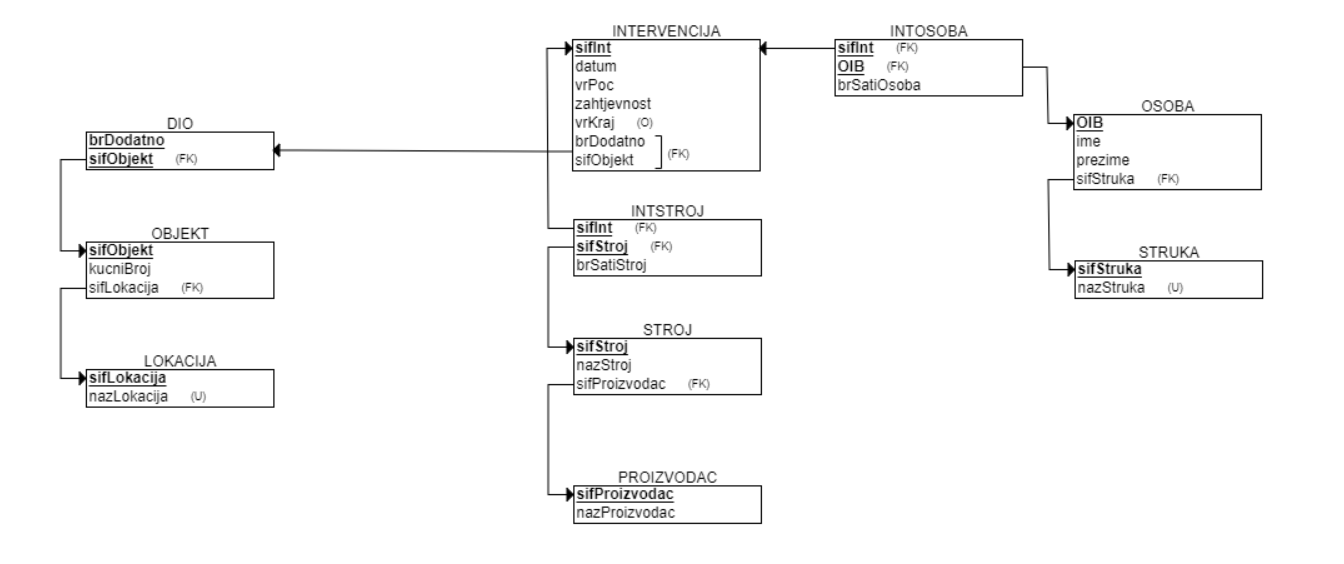 INTERVENCIJA
sifInt
datum
vrPoc
zahtjevnost
vrKraj (O)
brDodatno
sifObjekt (FK)
INTOSOBA
sifInt (FK)
OIB (FK)
brSatiOsoba
OSOBA
OIB
ime
prezime
sifStruka (FK)
DIO
brDodatno
sifObjekt (FK)
INTSTROJ
sifInt (FK)
sifStroj (FK)
brSatiStroj
OBJEKT
sifObjekt
kucniBroj
sifLokacija (FK)
STRUKA
sifStruka
nazStruka (U)
STROJ
sifStroj
nazStroj
sifProizvodac (FK)
LOKACIJA
sifLokacija
nazLokacija (U)
PROIZVODAC
sifProizvodac
nazProizvodac